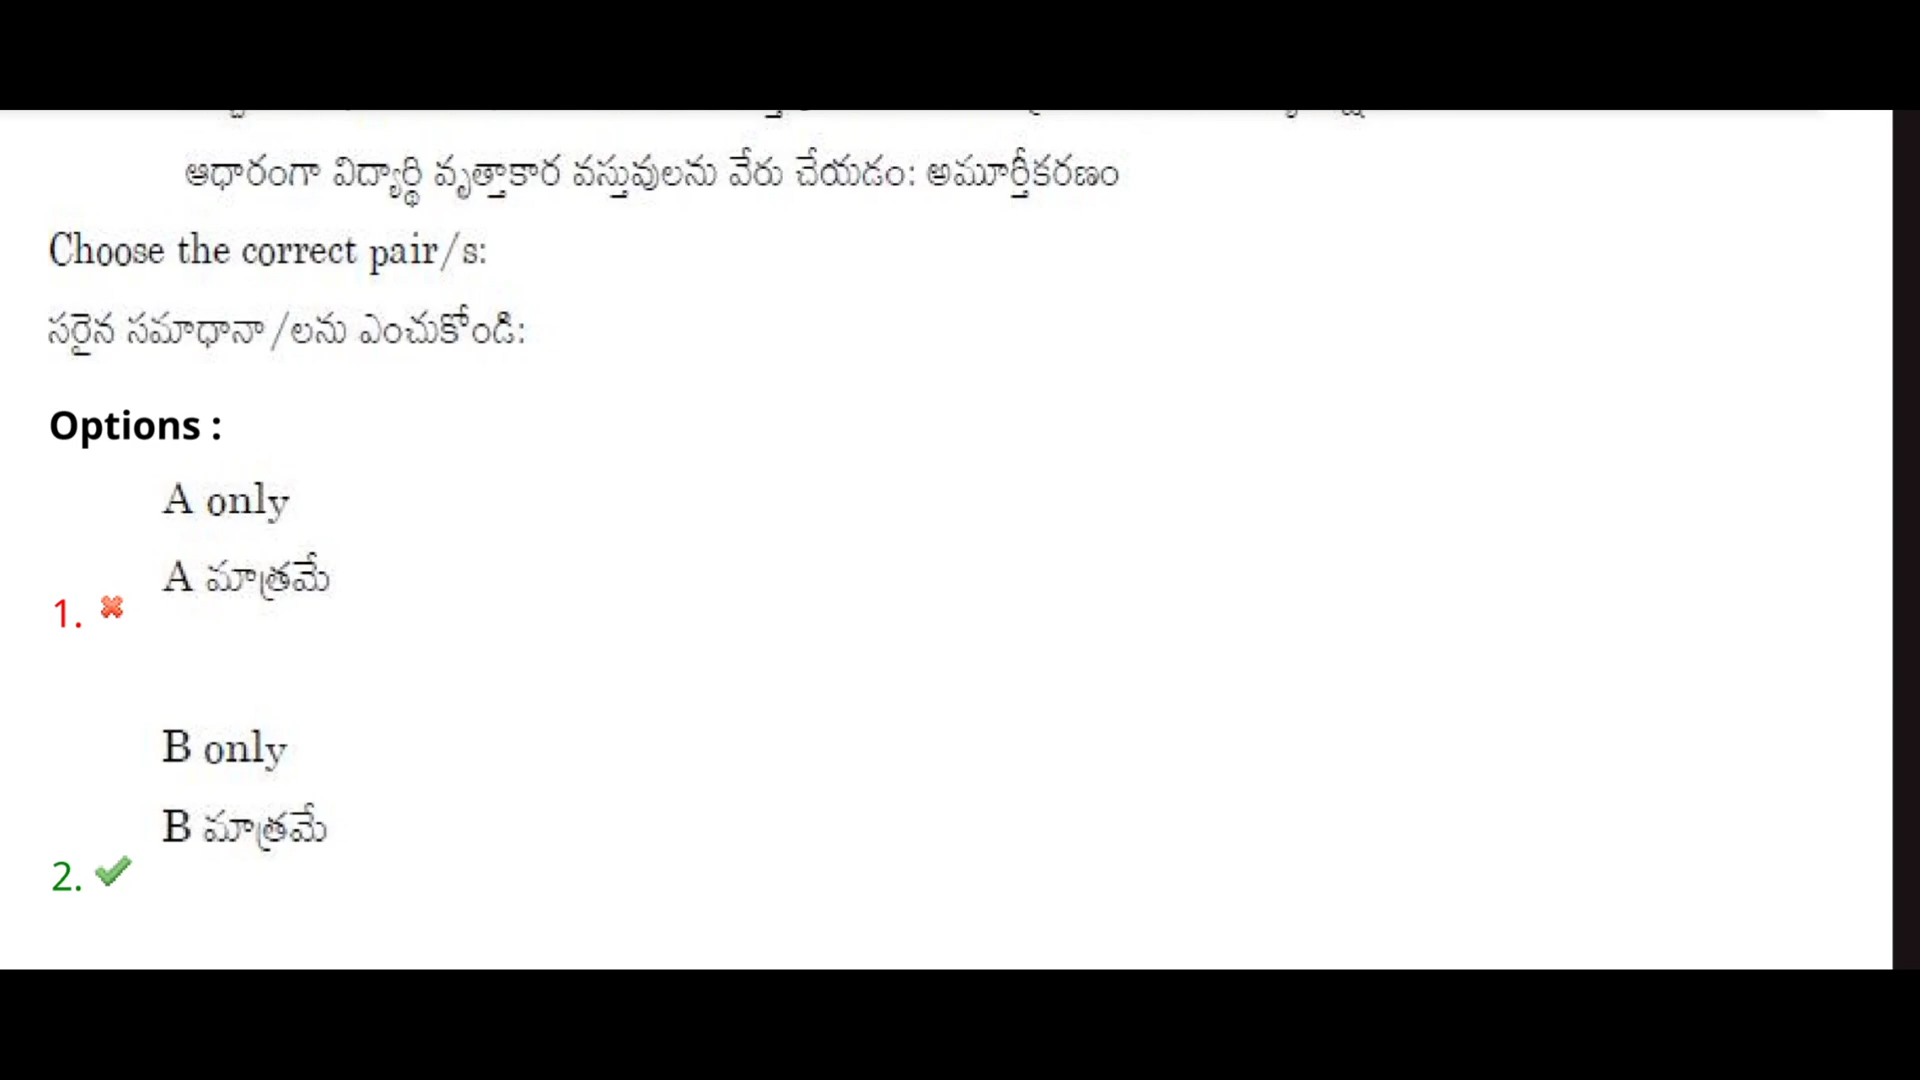 ఆధారంగా విద్యార్థి వృత్తాకార వస్తువులను వేరు చేయడం: అమూర్తీకరణం
Choose the correct pair/s:
సరైన సమాధానా/లను ఎంచుకోండి:
Options :
A only
A మాత్రమే
1.
B only
B మాత్రమే
2.